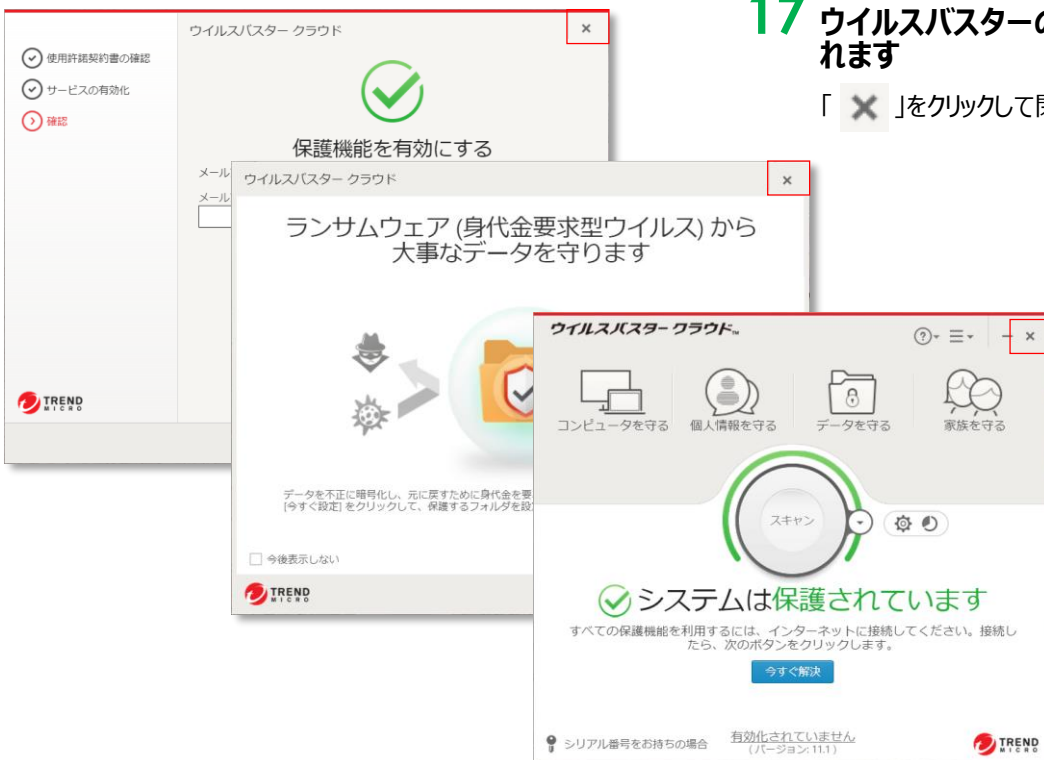 17 ウイルスバスターの
れます
「 × 」をクリックして
ウイルスバスター クラウド
×
使用許諾契約書の確認
サービスの有効化
確認
保護機能を有効にする
メール
メール
TREND
MICRO
ウイルスバスター クラウド
×
ランサムウェア (身代金要求型ウイルス) から
大事なデータを守ります
データを不正に暗号化し、元に戻すために身代金を要
[今すぐ設定] をクリックして、保護するフォルダを設
今後表示しない
TREND
MICRO
ウイルスバスター クラウド™
?
×
コンピュータを守る 個人情報を守る データを守る 家族を守る
スキャン
システムは保護されています
すべての保護機能を利用するには、インターネットに接続してください。接続し
たら、次のボタンをクリックします。
今すぐ解決
シリアル番号をお持ちの場合 有効化されていません
(バージョン: 11.1)
TREND
MICRO